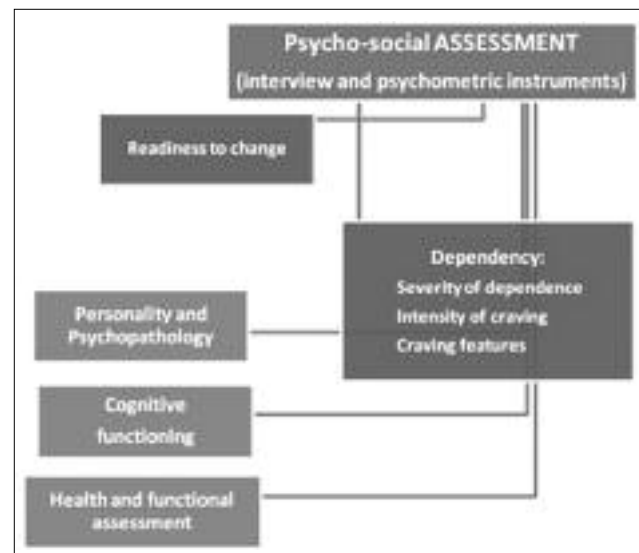 Psycho-social ASSESSMENT
(interview and psychometric instruments)
Readiness to change
Dependency:
Severity of dependence
Intensity of craving
Craving features
Personality and
Psychopathology
Cognitive
functioning
Health and functional
assessment